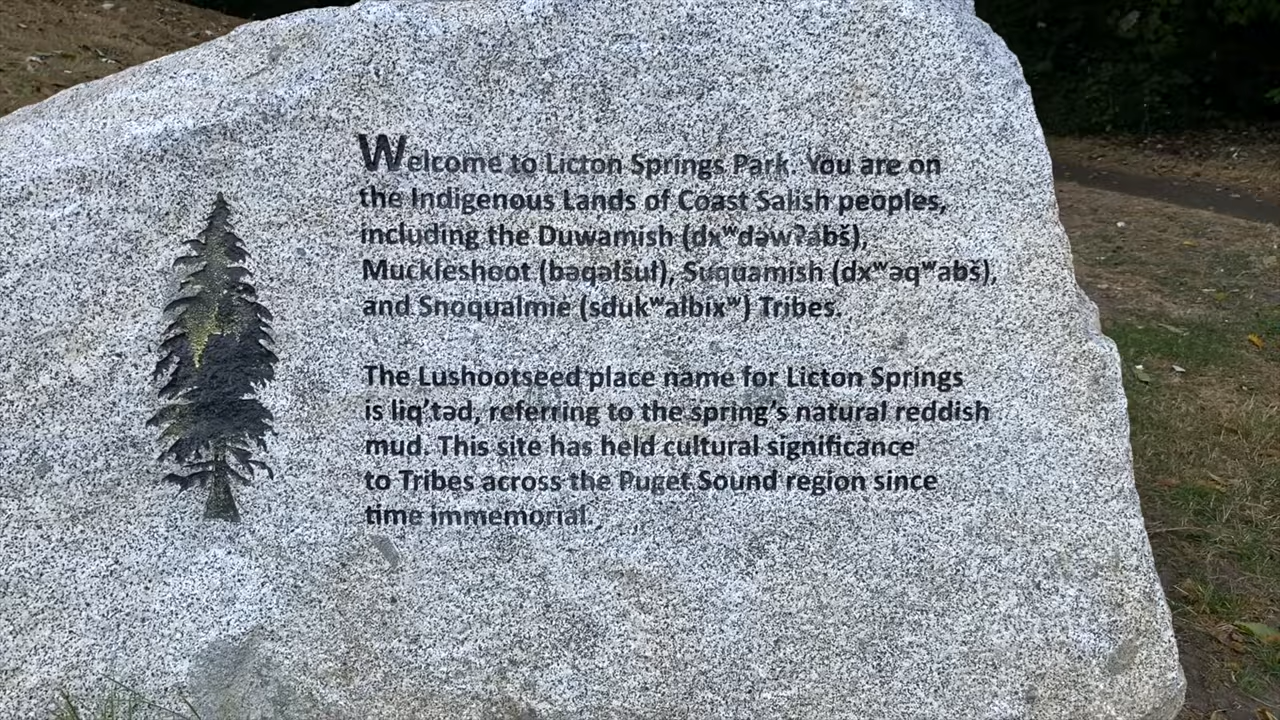 Welcome to Licton Springs Park. You are on
the Indigenous Lands of Coast Salish peoples,
including the Duwamish (dxʷdəwʔabš),
Muckleshoot (bəqəlšuł), Suquamish (dxʷəqʷabš),
and Snoqualmie (sdukʷalbixʷ) Tribes.
The Lushootseed place name for Licton Springs
is liq’təd, referring to the spring’s natural reddish
mud. This site has held cultural significance
to Tribes across the Puget Sound region since
time immemorial.